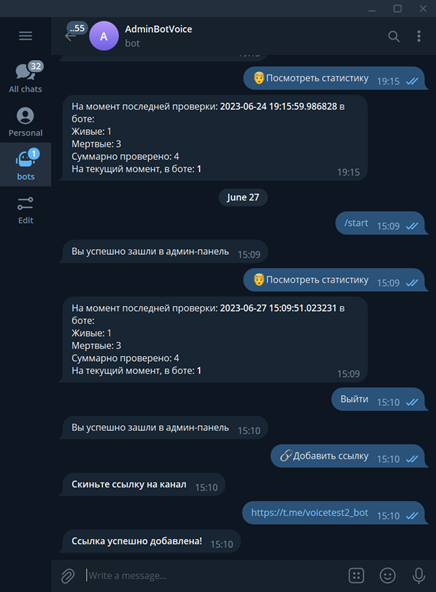 ..55
A
AdminBotVoice
bot
32
All chats
Personal
1
bots
Edit
Посмотреть статистику
19:15
На момент последней проверки: 2023-06-24 19:15:59.986828 в
боте:
Живые: 1
Мертвые: 3
Суммарно проверено: 4
На текущий момент, в боте: 1
19:15
June 27
/start
15:09
Вы успешно зашли в админ-панель
15:09
Посмотреть статистику
15:09
На момент последней проверки: 2023-06-27 15:09:51.023231 в
боте:
Живые: 1
Мертвые: 3
Суммарно проверено: 4
На текущий момент, в боте: 1
15:09
Выйти
15:10
Вы успешно зашли в админ-панель
15:10
Добавить ссылку
15:10
Скиньте ссылку на канал
15:10
https://t.me/voicetest2_bot
15:10
Ссылка успешно добавлена!
15:10
Write a message...